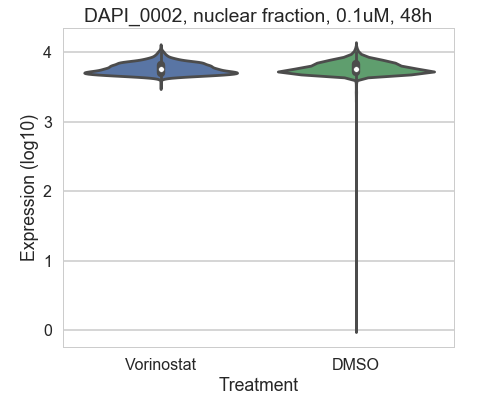 DAPI_0002, nuclear fraction, 0.1uM, 48h
Expression (log10)
4
3
2
1
0
Vorinostat
DMSO
Treatment